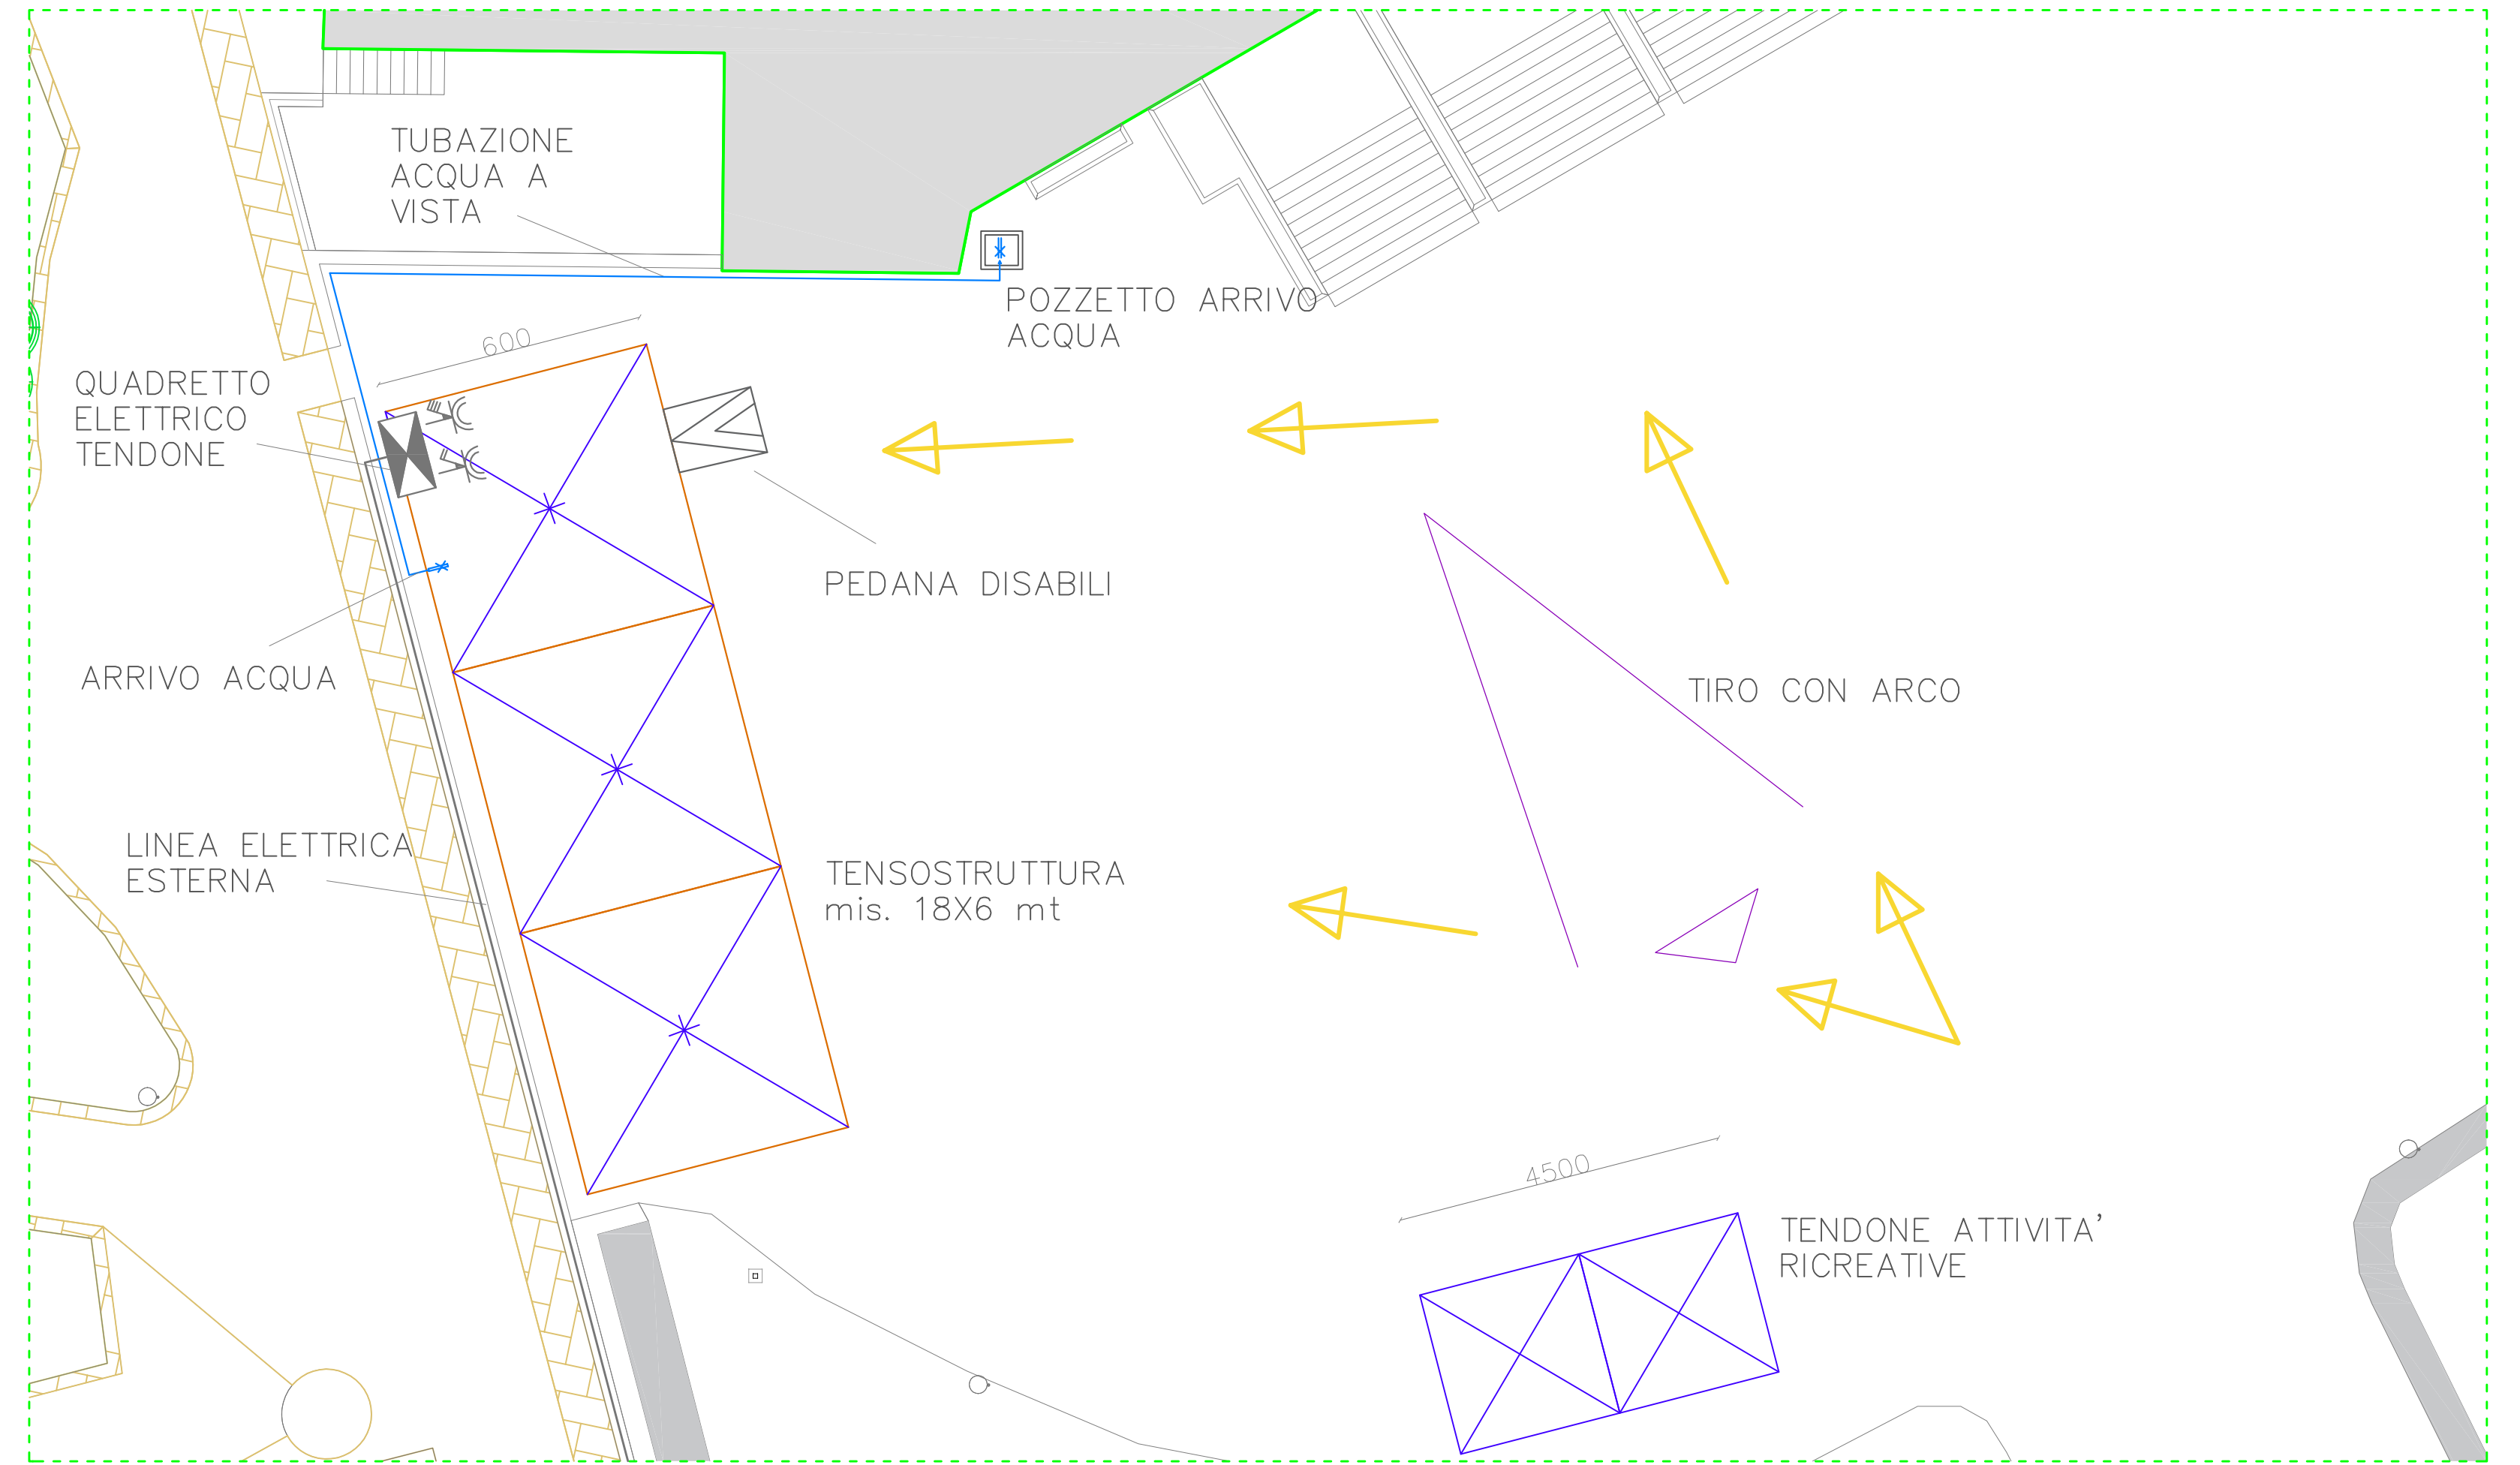 TUBAZIONE
ACQUA A
VISTA
POZZETTO ARRIVO
ACQUA
600
QUADRETTO
ELETTRICO
TENDONE
PEDANA DISABILI
ARRIVO ACQUA
TIRO CON ARCO
LINEA ELETTRICA
ESTERNA
TENSOSTRUTTURA
mis. 18X6 mt
4500
TENDONE ATTIVITA'
RICREATIVE